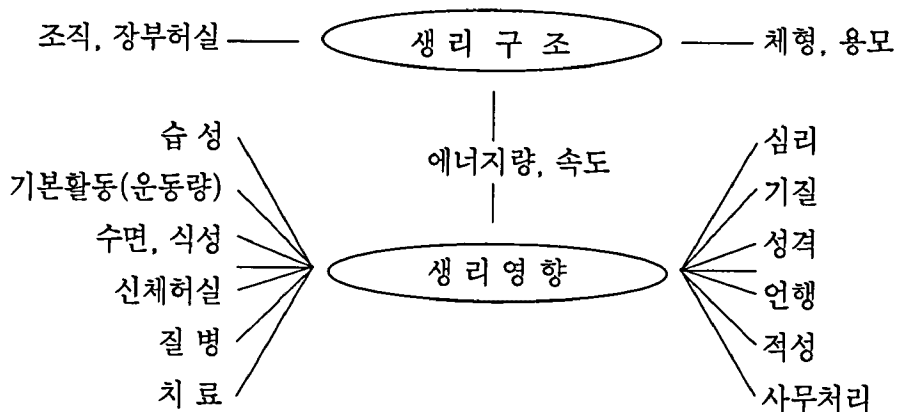 조직, 장부허실
생 리 구 조
체형, 용모
에너지량, 속도
습 성
기본활동(운동량)
수면, 식성
신체허실
질 병
치 료
생 리 영 향
심리
기질
성격
언행
적성
사무처리